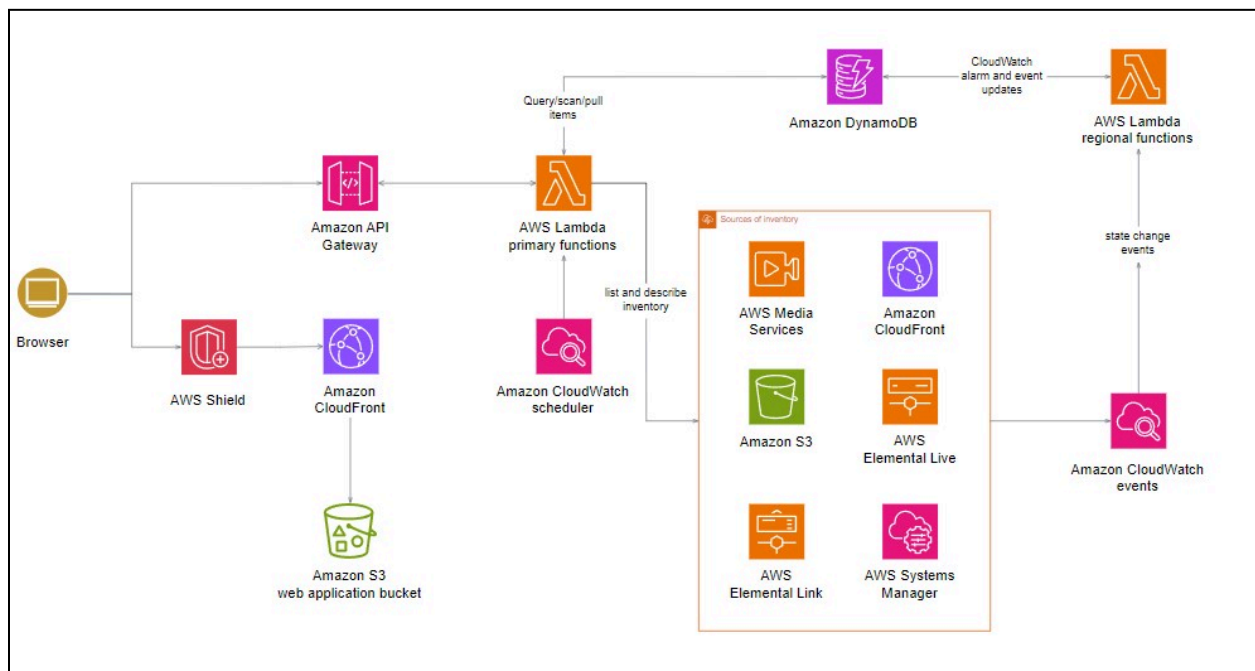 CloudWatch
alarm and event
updates
Query/scan/pull
items
Amazon DynamoDB
AWS Lambda
regional functions
Amazon API
Gateway
AWS Lambda
primary functions
Sources of inventory
state change
events
list and describe
inventory
AWS Media
Services
Amazon
CloudFront
Browser
AWS Shield
Amazon
CloudFront
Amazon CloudWatch
scheduler
Amazon S3
AWS
Elemental Live
Amazon CloudWatch
events
Amazon S3
web application bucket
AWS
Elemental Link
AWS Systems
Manager